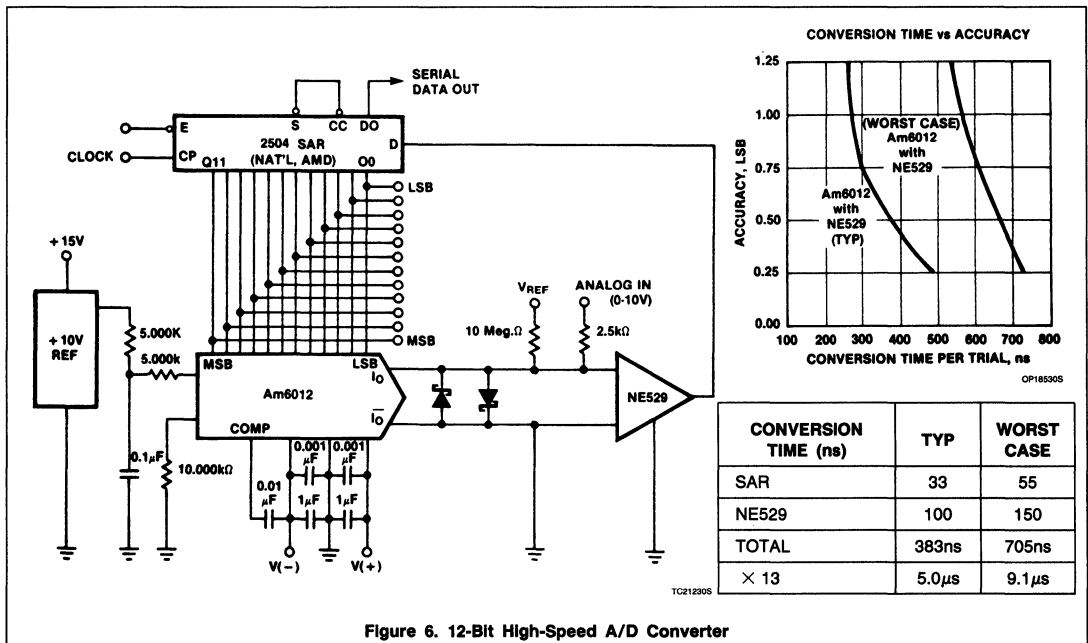 CONVERSION TIME vs ACCURACY
1.25
1.00
0.75
0.50
0.25
0.00
ACCURACY, LSB
(WORST CASE)
Am6012
with
NE529
Am6012
with
NE529
(TYP)
100 200 300 400 500 600 700 800
CONVERSION TIME PER TRIAL, ns
OP18530S
SERIAL
DATA OUT
S CC DO
E
D
2504 SAR
(NAT'L, AMD)
CLOCK
CP
Q11
O0
LSB
MSB
+ 15V
+ 10V
REF
5.000K
5.000k
0.1μF
10.000kΩ
MSB
LSB
Am6012
IO
IO
COMP
0.001
μF
0.001
μF
0.01
μF
1μF
1μF
V(−)
V(+)
VREF
10 Meg.Ω
ANALOG IN
(0-10V)
2.5kΩ
NE529
TC21230S
CONVERSION TIME (ns) TYP WORST CASE
SAR 33 55
NE529 100 150
TOTAL 383ns 705ns
× 13 5.0μs 9.1μs
Figure 6. 12-Bit High-Speed A/D Converter